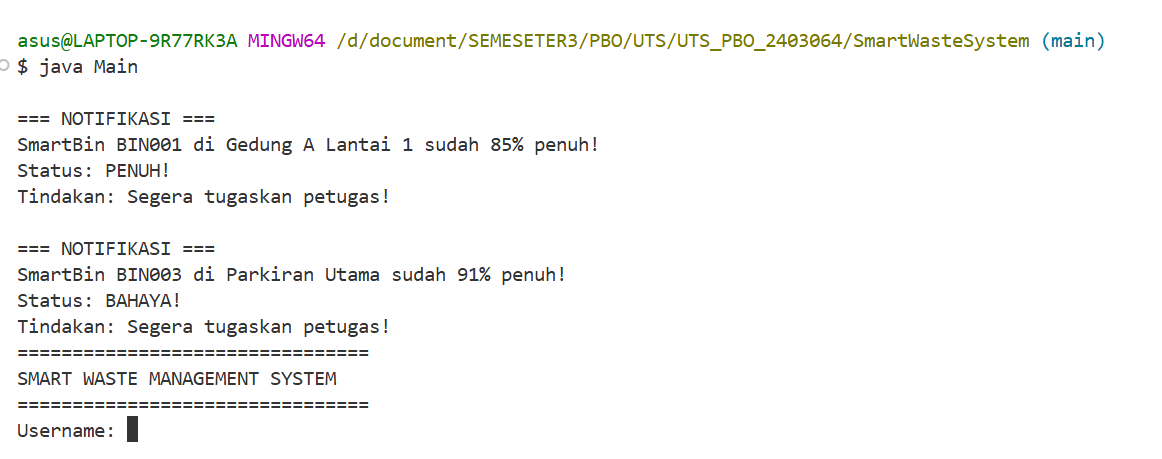 asus@LAPTOP-9R77RK3A MINGW64 /d/document/SEMESETER3/PBO/UTS/UTS_PBO_2403064/SmartWasteSystem (main)
$ java Main
=== NOTIFIKASI ===
SmartBin BIN001 di Gedung A Lantai 1 sudah 85% penuh!
Status: PENUH!
Tindakan: Segera tugaskan petugas!
=== NOTIFIKASI ===
SmartBin BIN003 di Parkiran Utama sudah 91% penuh!
Status: BAHAYA!
Tindakan: Segera tugaskan petugas!
================================
SMART WASTE MANAGEMENT SYSTEM
================================
Username: